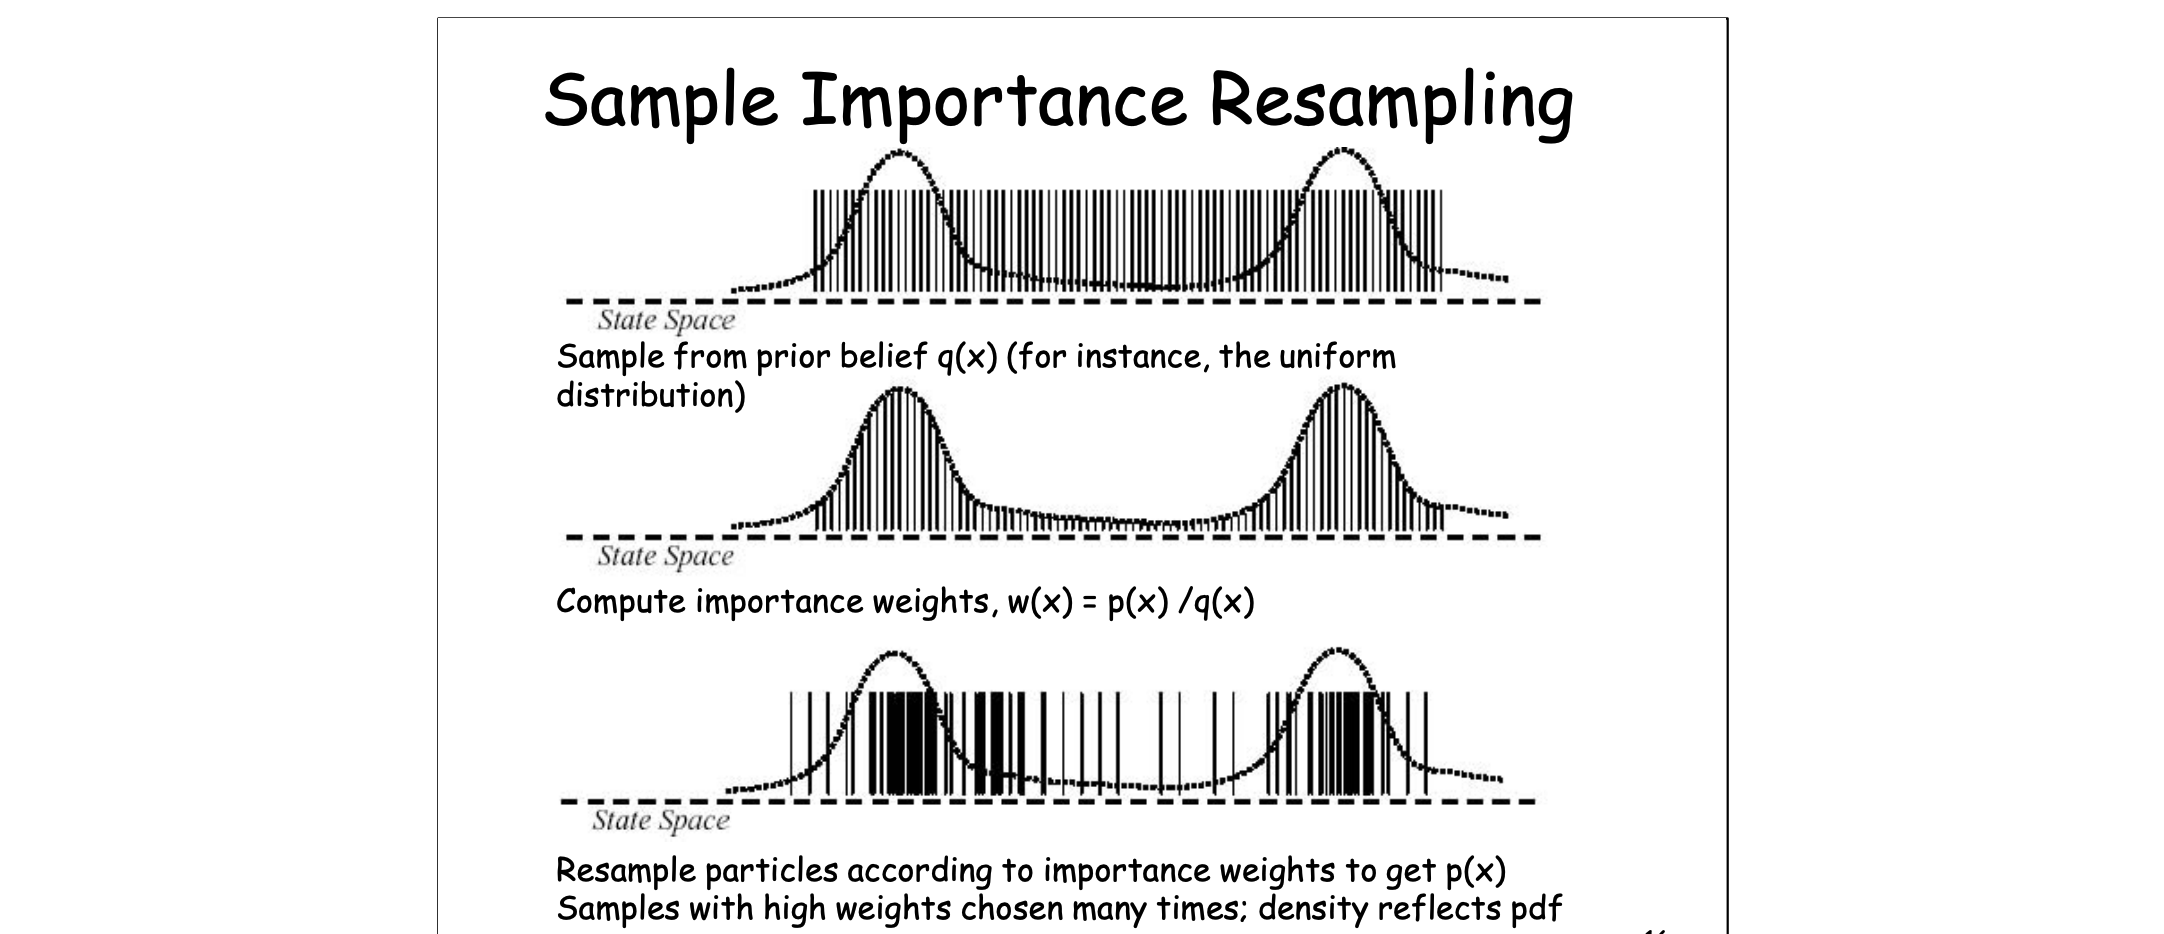 Sample Importance Resampling
State Space
Sample from prior belief q(x) (for instance, the uniform
distribution)
State Space
Compute importance weights, w(x) = p(x) /q(x)
State Space
Resample particles according to importance weights to get p(x)
Samples with high weights chosen many times; density reflects pdf